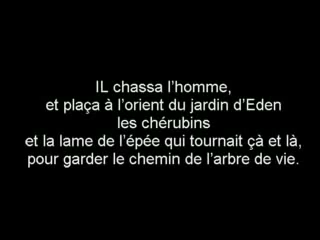 IL chassa l'homme,
et plaça à l'orient du jardin d'Eden
les chérubins
et la lame de l'épée qui tournait çà et là,
pour garder le chemin de l'arbre de vie.